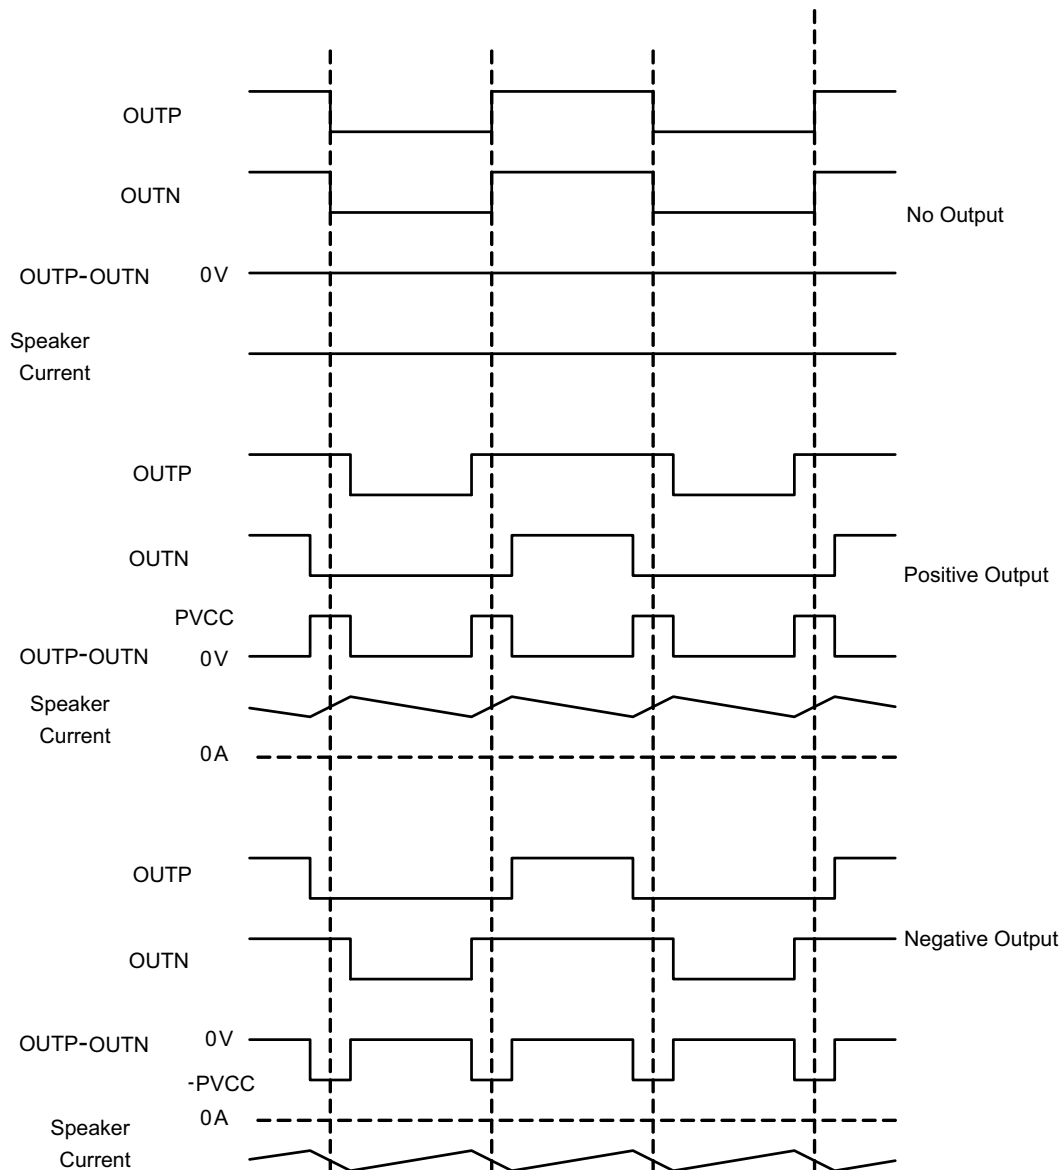 OUTP
OUTN
No Output
OUTP-OUTN 0V
Speaker
Current
OUTP
OUTN
Positive Output
PVCC
OUTP-OUTN 0V
Speaker
Current
0A
OUTP
OUTN
Negative Output
OUTP-OUTN 0V
-PVCC
0A
Speaker
Current